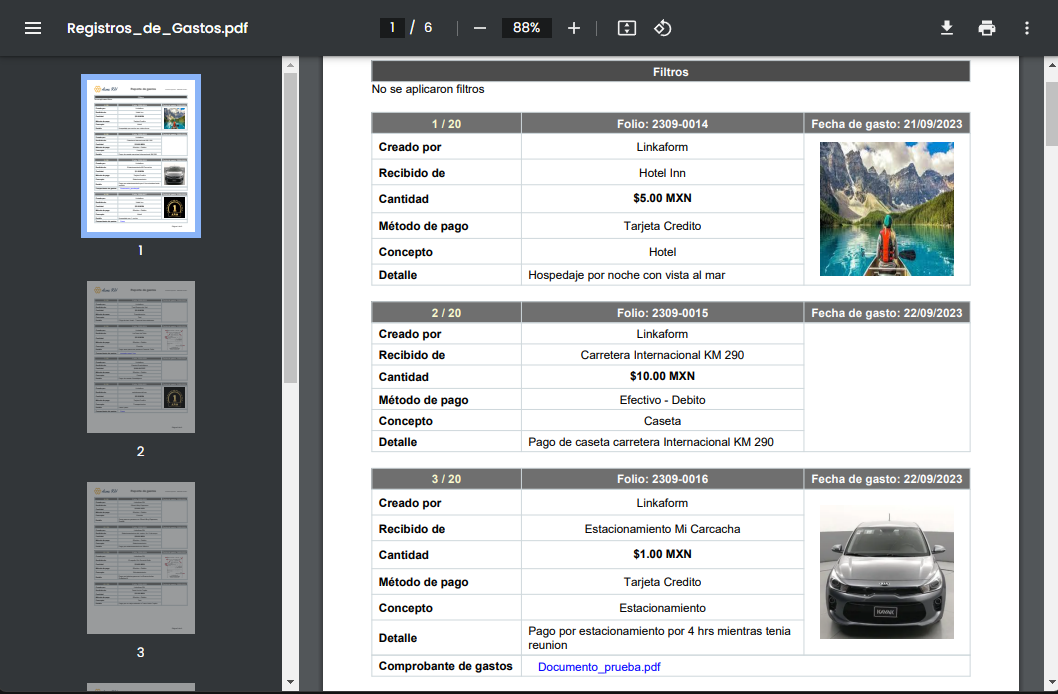 Registros_de_Gastos.pdf
1 / 6
88%
1
2
3
Filtros
No se aplicaron filtros
1 / 20 Folio: 2309-0014 Fecha de gasto: 21/09/2023
Creado por Linkaform
Recibido de Hotel Inn
Cantidad $5.00 MXN
Método de pago Tarjeta Credito
Concepto Hotel
Detalle Hospedaje por noche con vista al mar
2 / 20 Folio: 2309-0015 Fecha de gasto: 22/09/2023
Creado por Linkaform
Recibido de Carretera Internacional KM 290
Cantidad $10.00 MXN
Método de pago Efectivo - Debito
Concepto Caseta
Detalle Pago de caseta carretera Internacional KM 290
3 / 20 Folio: 2309-0016 Fecha de gasto: 22/09/2023
Creado por Linkaform
Recibido de Estacionamiento Mi Carcacha
Cantidad $1.00 MXN
Método de pago Tarjeta Credito
Concepto Estacionamiento
Detalle Pago por estacionamiento por 4 hrs mientras tenia
reunion
Comprobante de gastos Documento_prueba.pdf
KAVAK